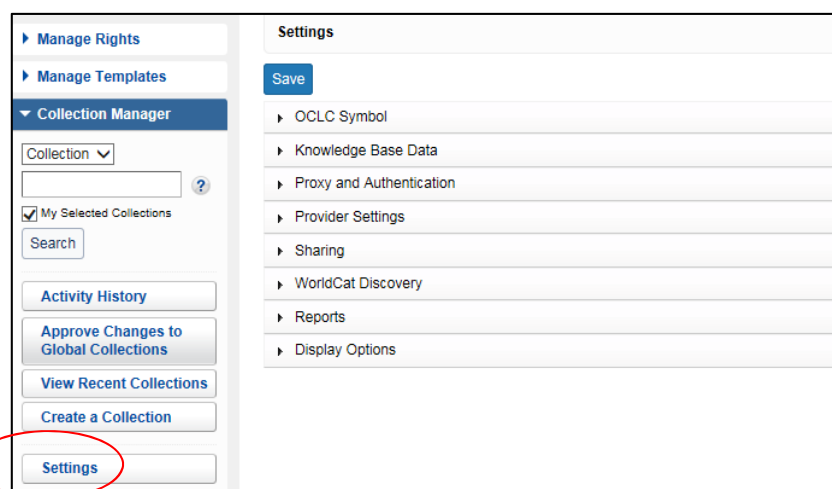 Manage Rights
Manage Templates
Collection Manager
Collection
?
My Selected Collections
Search
Activity History
Approve Changes to
Global Collections
View Recent Collections
Create a Collection
Settings
Settings
Save
OCLC Symbol
Knowledge Base Data
Proxy and Authentication
Provider Settings
Sharing
WorldCat Discovery
Reports
Display Options